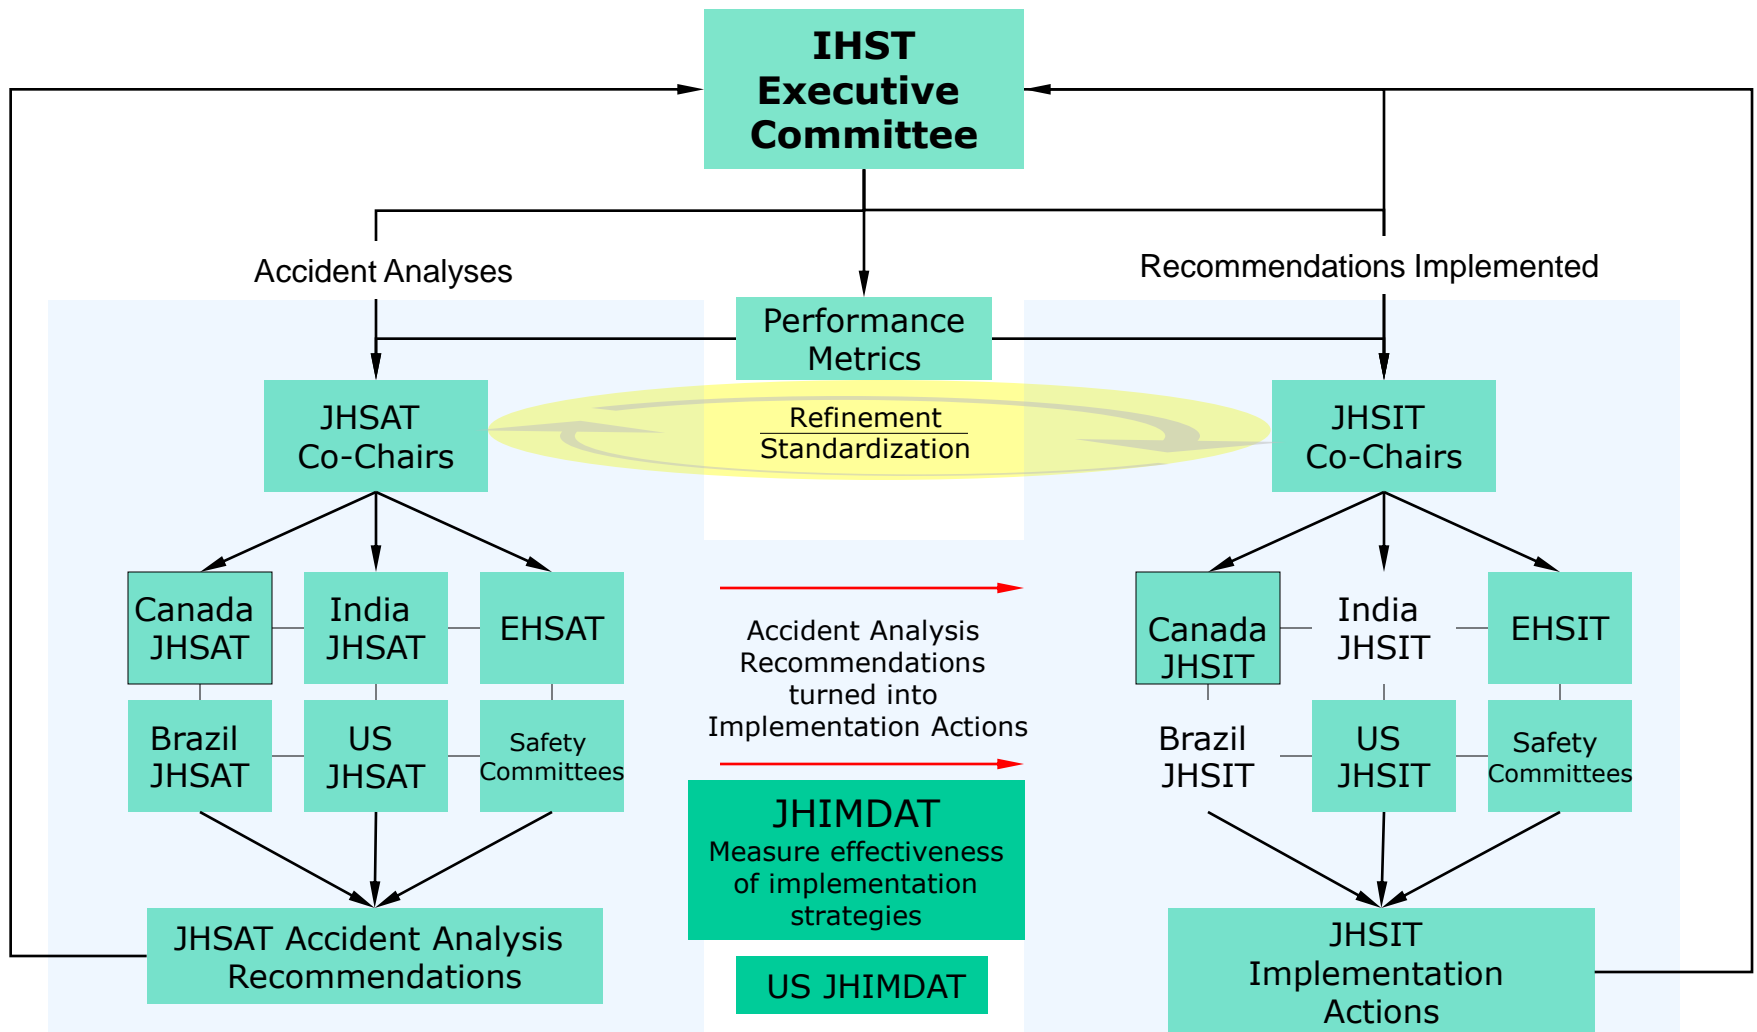 IHST
Executive
Committee
Accident Analyses
Recommendations Implemented
Performance
Metrics
JHSAT
Co-Chairs
Refinement
Standardization
JHSIT
Co-Chairs
Canada
JHSAT
India
JHSAT
EHSAT
Brazil
JHSAT
US
JHSAT
Safety
Committees
JHSAT Accident Analysis
Recommendations
Accident Analysis
Recommendations
turned into
Implementation Actions
JHIMDAT
Measure effectiveness
of implementation
strategies
US JHIMDAT
Canada
JHSIT
India
JHSIT
EHSIT
Brazil
JHSIT
US
JHSIT
Safety
Committees
JHSIT
Implementation
Actions